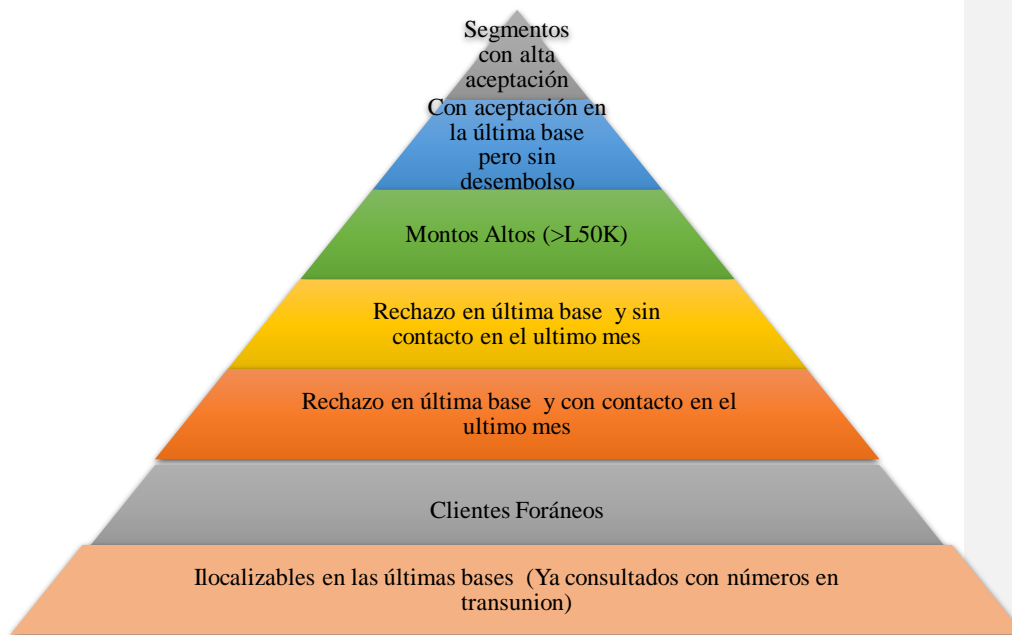 Segmentos
con alta
aceptación
Con aceptación en
la última base
pero sin
desembolso
Montos Altos (>L50K)
Rechazo en última base  y sin
contacto en el ultimo mes
Rechazo en última base  y con contacto en el
ultimo mes
Clientes Foráneos
Ilocalizables en las últimas bases  (Ya consultados con números en
transunion)